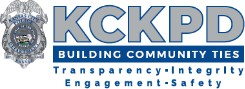 KCKPD
BUILDING COMMUNITY TIES
Transparency-Integrity
Engagement-Safety